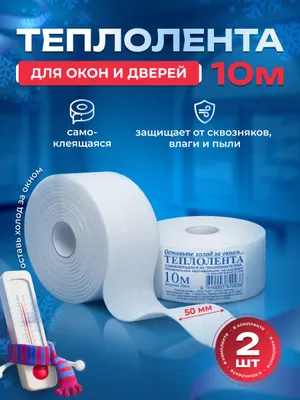 ТЕПЛОЛЕНТА
ДЛЯ ОКОН И ДВЕРЕЙ
10м
само-
клеящаяся
защищает от сквозняков,
влаги и пыли
оставь холод за окном
Оставьте холод за окном...
ТЕПЛОЛЕНТА
10м
50 мм
в комплекте
2
шт